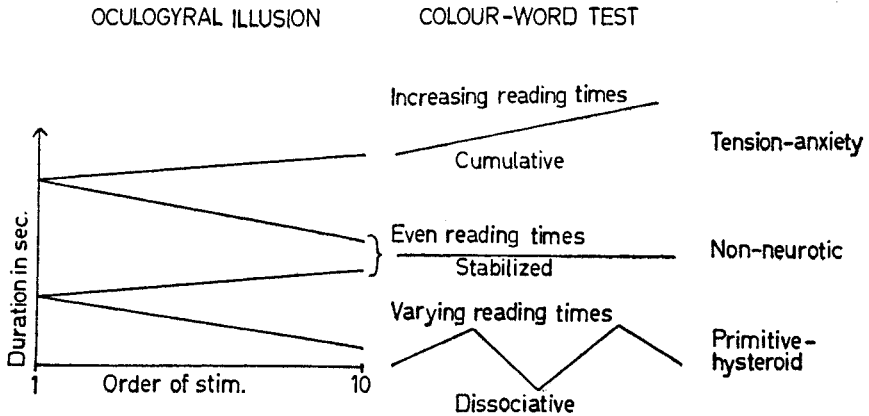 OCULOGYRAL ILLUSION
COLOUR-WORD TEST
Increasing reading times
Cumulative
Tension-anxiety
Even reading times
Stabilized
Non-neurotic
Varying reading times
Dissociative
Primitive-
hysteroid
Duration in sec.
1
Order of stim.
10